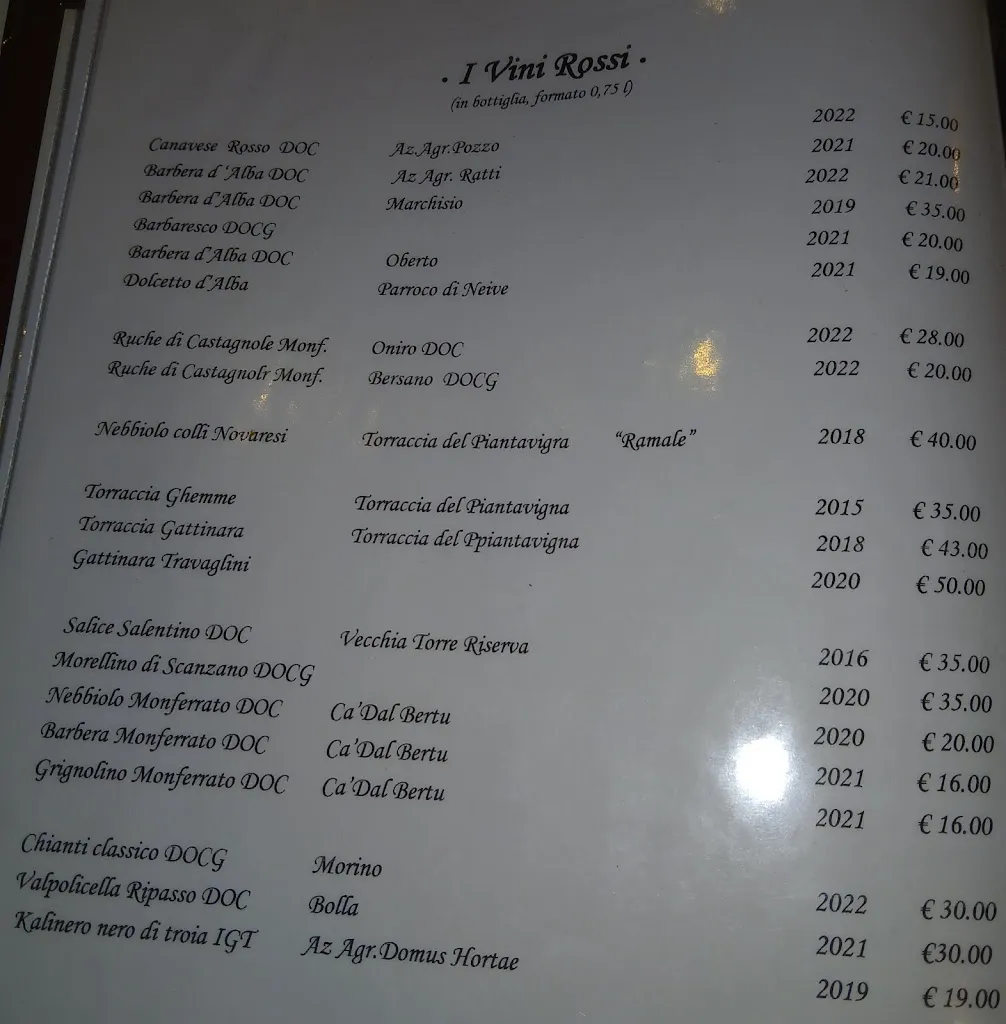 · I Vini Rossi ·
(in bottiglia, formato 0,75 l)
Canavese Rosso DOC Az.Agr.Pozzo 2022 € 15.00
Barbera d 'Alba DOC Az Agr. Ratti 2021 € 20.00
Barbera d'Alba DOC Marchisio 2022 € 21.00
Barbaresco DOCG 2019 € 35.00
Barbera d'Alba DOC Oberto 2021 € 20.00
Dolcetto d'Alba Parroco di Neive 2021 € 19.00
Ruche di Castagnole Monf. Oniro DOC 2022 € 28.00
Ruche di Castagnolr Monf. Bersano DOCG 2022 € 20.00
Nebbiolo colli Novaresi Torraccia del Piantavigra "Ramale" 2018 € 40.00
Torraccia Ghemme Torraccia del Piantavigna 2015 € 35.00
Torraccia Gattinara Torraccia del Ppiantavigna 2018 € 43.00
Gattinara Travaglini 2020 € 50.00
Salice Salentino DOC Vecchia Torre Riserva 2016 € 35.00
Morellino di Scanzano DOCG 2020 € 35.00
Nebbiolo Monferrato DOC Ca'Dal Bertu 2020 € 20.00
Barbera Monferrato DOC Ca'Dal Bertu 2021 € 16.00
Grignolino Monferrato DOC Ca'Dal Bertu 2021 € 16.00
Chianti classico DOCG Morino 2022 € 30.00
Valpolicella Ripasso DOC Bolla 2021 €30.00
Kalinero nero di troia IGT Az Agr.Domus Hortae 2019 € 19.00